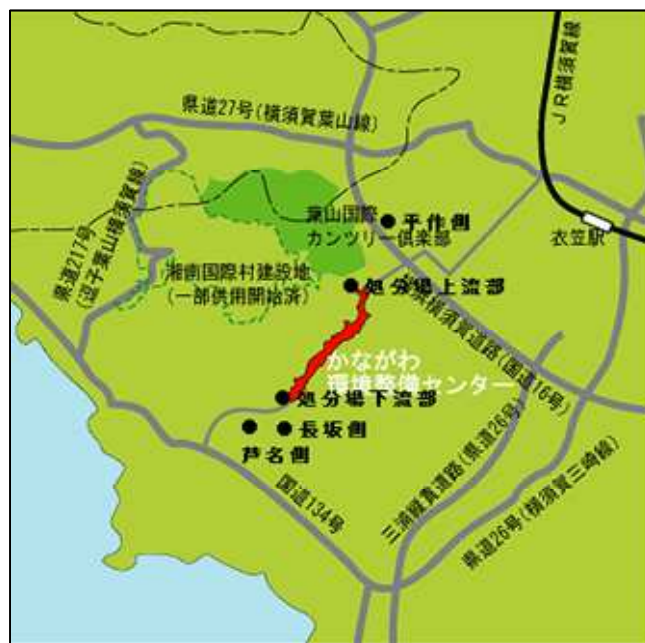 県道27号(横須賀葉山線)
JR横須賀線
県道217号
(逗子葉山横須賀線)
葉山国際
カンツリー倶楽部
平作側
衣笠駅
湘南国際村建設地
(一部供用開始済)
処分場上流部
横須賀道路(国道16号)
かながわ
環境整備センター
処分場下流部
長坂側
芦名側
国道134号
三浦縦貫道路(県道26号)
県道26号(横須賀三崎線)